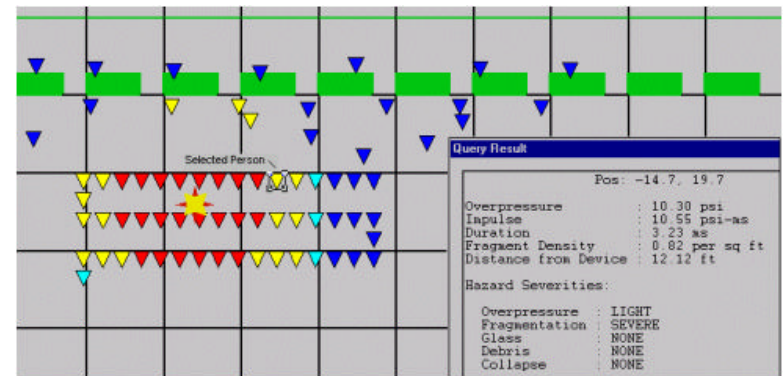 Selected Person
Query Result
Pos: -14.7, 19.7
Overpressure : 10.30 psi
Impulse : 10.55 psi-ms
Duration : 3.23 ms
Fragment Density : 0.82 per sq ft
Distance from Device : 12.12 ft
Hazard Severities:
Overpressure : LIGHT
Fragmentation : SEVERE
Glass : NONE
Debris : NONE
Collapse : NONE